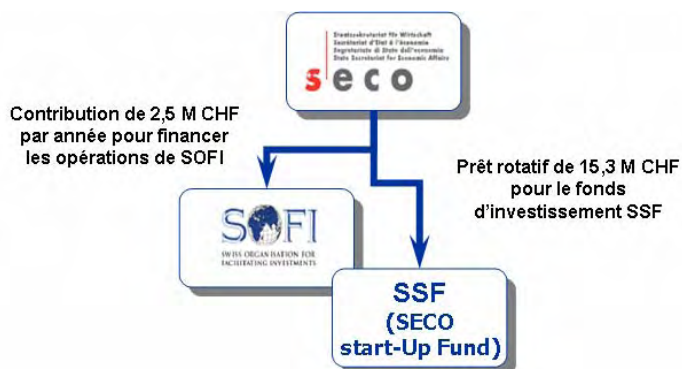 Staatssekretariat für Wirtschaft
Secrétariat d'Etat à l'économie
Segretariato di Stato dell'economia
State Secretariat for Economic Affairs
seco
Contribution de 2,5 M CHF
par année pour financer
les opérations de SOFI
Prêt rotatif de 15,3 M CHF
pour le fonds
d'investissement SSF
SOFI
SWISS ORGANISATION FOR
FACILITATING INVESTMENTS
SSF
(SECO
start-Up Fund)